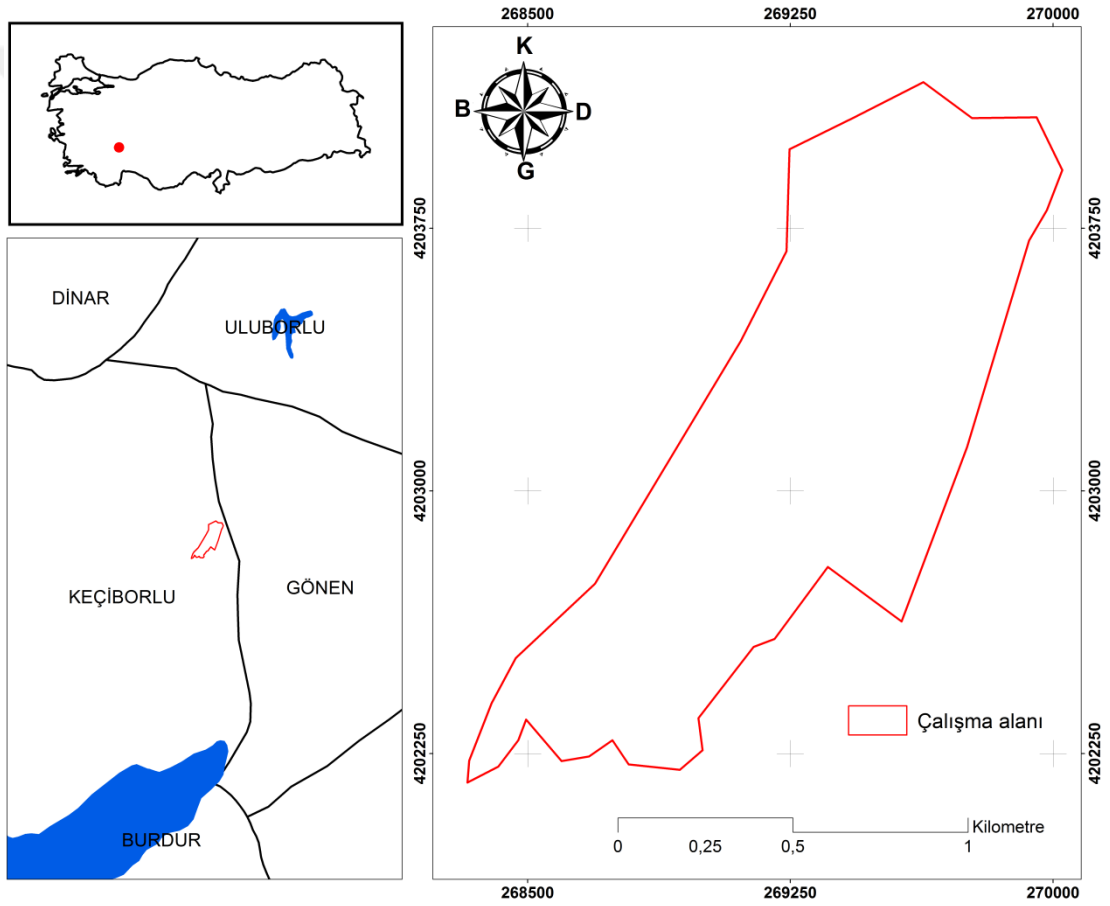 268500 269250 270000
K
B D
G
4203750 4203750
DİNAR
ULUBORLU
4203000 4203000
KEÇİBORLU
GÖNEN
Çalışma alanı
4202250 4202250
BURDUR
Kilometre
0 0,25 0,5 1
268500 269250 270000